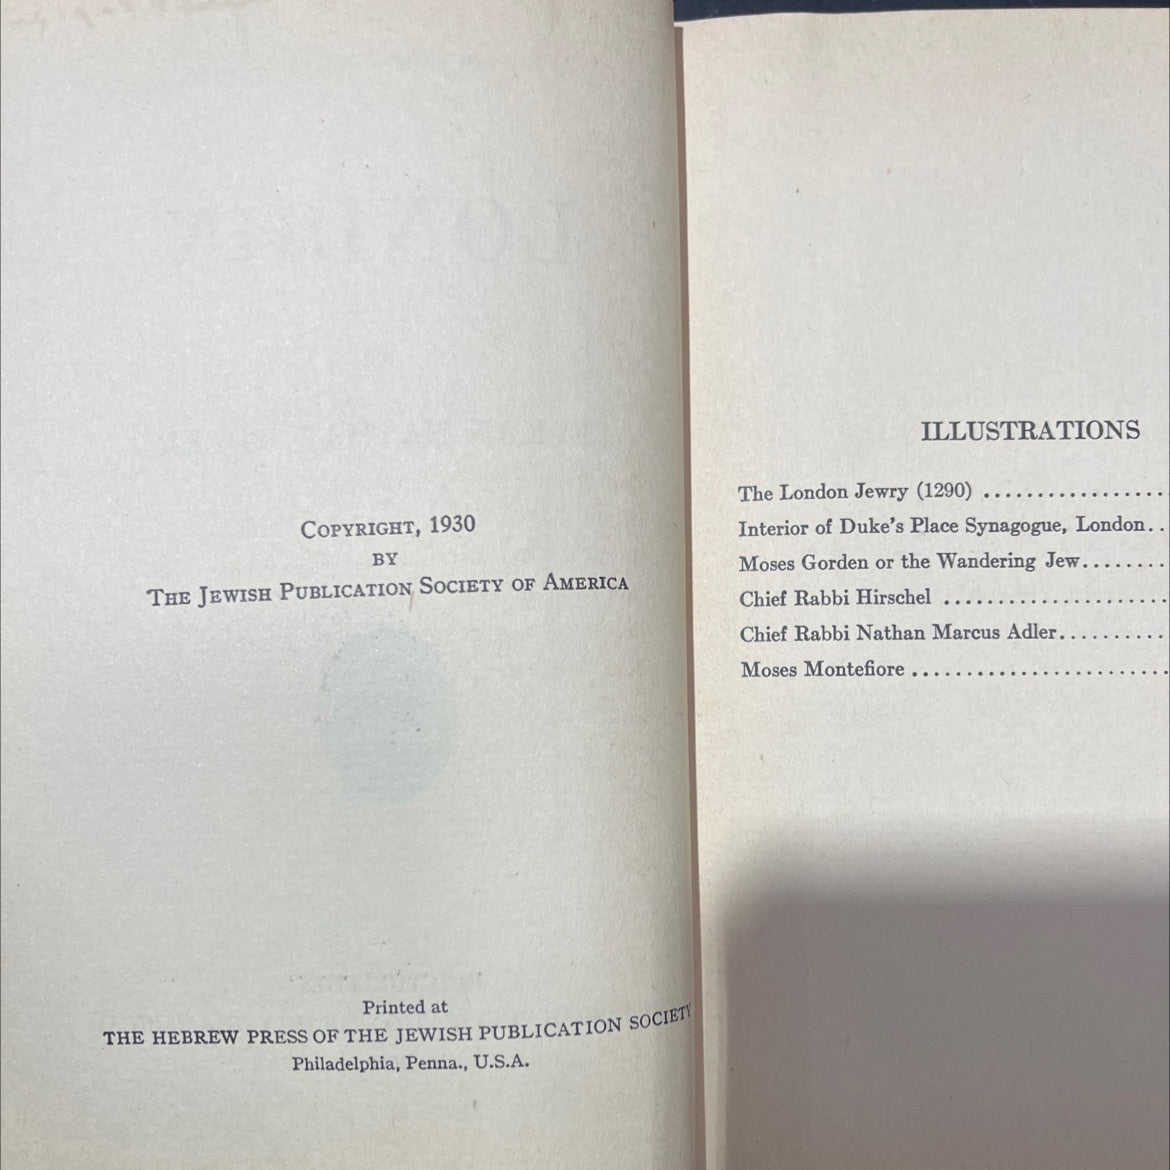 COPYRIGHT, 1930
BY
THE JEWISH PUBLICATION SOCIETY OF AMERICA
Printed at
THE HEBREW PRESS OF THE JEWISH PUBLICATION SOCIETY
Philadelphia, Penna., U.S.A.
ILLUSTRATIONS
The London Jewry (1290) .................
Interior of Duke's Place Synagogue, London..
Moses Gorden or the Wandering Jew........
Chief Rabbi Hirschel .....................
Chief Rabbi Nathan Marcus Adler..........
Moses Montefiore ........................